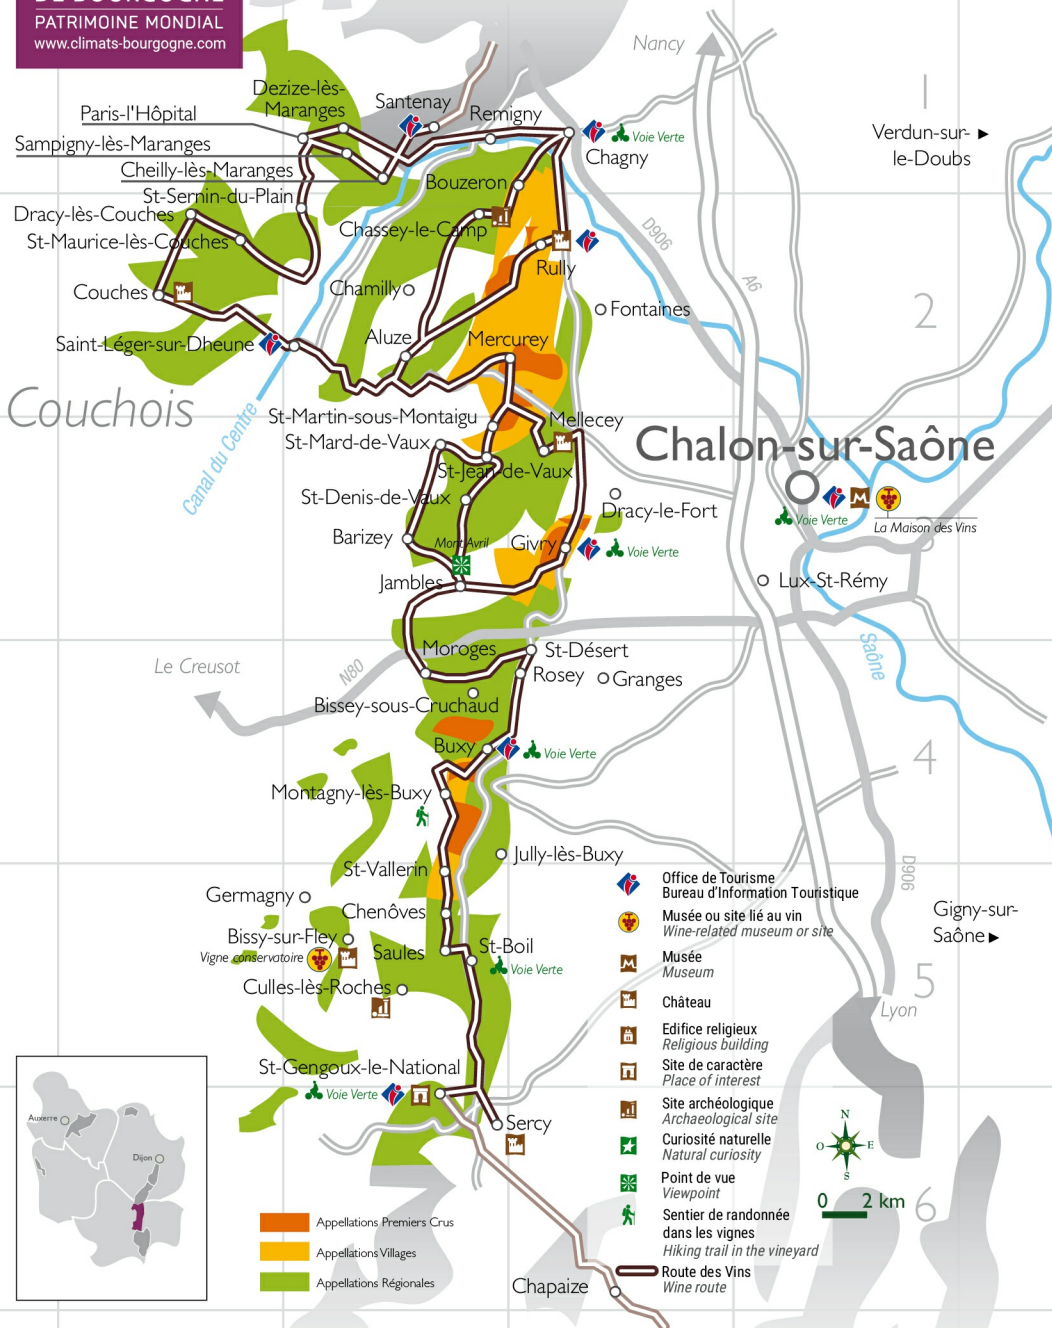 DE BOURGOGNE
PATRIMOINE MONDIAL
www.climats-bourgogne.com
Nancy
1
Dezize-lès-
Maranges
Santenay
Paris-l'Hôpital
Remigny
Voie Verte
Verdun-sur-
le-Doubs
Sampigny-lès-Maranges
Chagny
Cheilly-lès-Maranges
Bouzeron
St-Sernin-du-Plain
Dracy-lès-Couches
Chassey-le-Camp
D906
St-Maurice-lès-Couches
Rully
A6
Couches
Chamilly
Fontaines
2
Saint-Léger-sur-Dheune
Aluze
Mercurey
Couchois
Canal du Centre
St-Martin-sous-Montaigu
Mellecey
St-Mard-de-Vaux
Chalon-sur-Saône
St-Jean-de-Vaux
St-Denis-de-Vaux
Dracy-le-Fort
Voie Verte
La Maison des Vins
3
Barizey
Mont Avril
Givry
Voie Verte
Jambles
Lux-St-Rémy
Moroges
St-Désert
Saône
Le Creusot
N80
Rosey
Granges
Bissey-sous-Cruchaud
Buxy
Voie Verte
4
Montagny-lès-Buxy
Jully-lès-Buxy
St-Vallerin
D906
Germagny
Chenôves
Gigny-sur-
Saône
Bissy-sur-Fley
Vigne conservatoire
Saules
St-Boil
Voie Verte
5
Culles-lès-Roches
Lyon
St-Gengoux-le-National
Voie Verte
Sercy
Chapaize
Office de Tourisme
Bureau d'Information Touristique
Musée ou site lié au vin
Wine-related museum or site
Musée
Museum
Château
Edifice religieux
Religious building
Site de caractère
Place of interest
Site archéologique
Archaeological site
Curiosité naturelle
Natural curiosity
Point de vue
Viewpoint
Sentier de randonnée
dans les vignes
Hiking trail in the vineyard
Route des Vins
Wine route
N
O
E
S
0 2 km
6
Auxerre
Dijon
Appellations Premiers Crus
Appellations Villages
Appellations Régionales